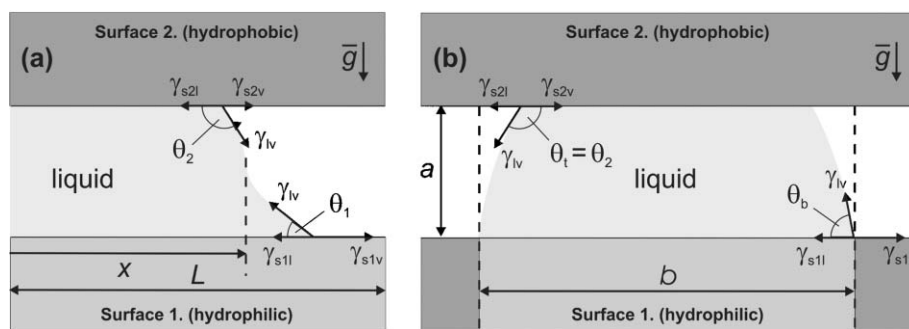 Surface 2. (hydrophobic)
(a)
g
γs2l
γs2v
θ2
γlv
liquid
γlv
θ1
γs1l
γs1v
x
L
Surface 1. (hydrophilic)
Surface 2. (hydrophobic)
(b)
g
γs2l
γs2v
γlv
θt = θ2
a
liquid
γlv
θb
γs1l
γs1
b
Surface 1. (hydrophilic)